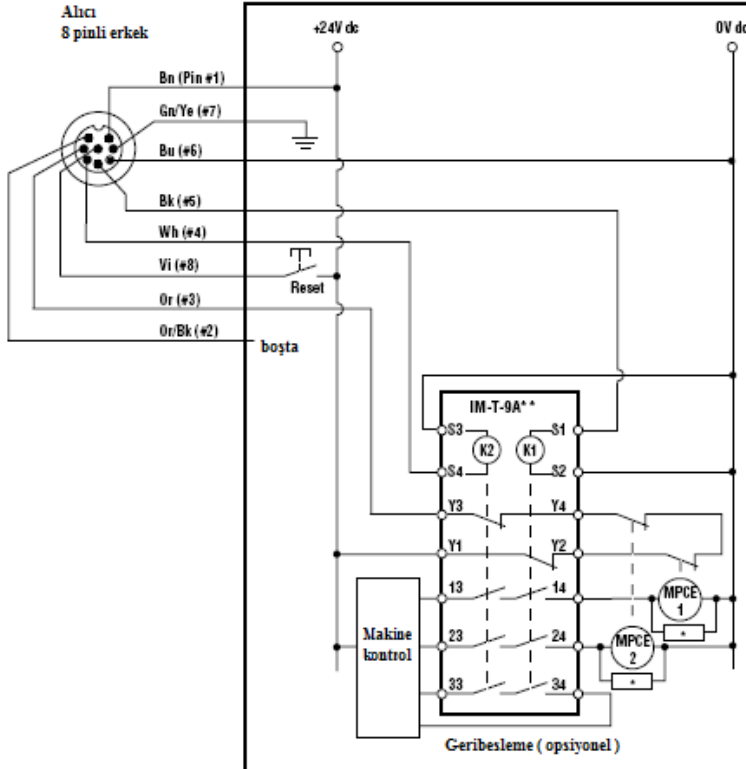 Alıcı
8 pinli erkek
+24V dc
0V dc
Bn (Pin #1)
Gn/Ye (#7)
Bu (#6)
Bk (#5)
Wh (#4)
Vi (#8)
Reset
Or (#3)
Or/Bk (#2)
boşta
IM-T-9A**
S3
S1
K2
K1
S4
S2
Y3
Y4
Y1
Y2
13
14
MPCE
1
*
Makine
kontrol
23
24
MPCE
2
*
33
34
Geribesleme ( opsiyonel )